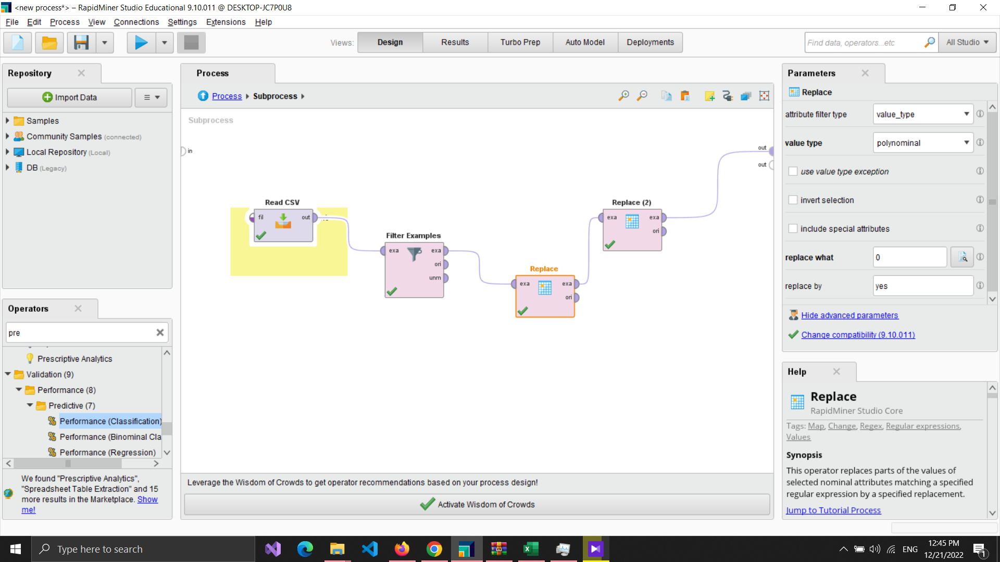 <new process*> – RapidMiner Studio Educational 9.10.011 @ DESKTOP-JC7P0U8
File Edit Process View Connections Settings Extensions Help
Views: Design Results Turbo Prep Auto Model Deployments
Find data, operators...etc
All Studio
Repository
Import Data
Samples
Community Samples (connected)
Local Repository (Local)
DB (Legacy)
Operators
pre
Prescriptive Analytics
Validation (9)
Performance (8)
Predictive (7)
Performance (Classification)
Performance (Binominal Cla
Performance (Regression)
We found "Prescriptive Analytics",
"Spreadsheet Table Extraction" and 15
more results in the Marketplace. Show
me!
Process
Process Subprocess
Subprocess
in
out
out
Read CSV
fil out
Filter Examples
exa exa
ori
unm
Replace
exa exa
ori
Replace (2)
exa exa
ori
Leverage the Wisdom of Crowds to get operator recommendations based on your process design!
Activate Wisdom of Crowds
Parameters
Replace
attribute filter type value_type
value type polynominal
use value type exception
invert selection
include special attributes
replace what 0
replace by yes
Hide advanced parameters
Change compatibility (9.10.011)
Help
Replace
RapidMiner Studio Core
Tags: Map, Change, Regex, Regular expressions,
Values
Synopsis
This operator replaces parts of the values of
selected nominal attributes matching a specified
regular expression by a specified replacement.
Jump to Tutorial Process
Type here to search
ENG
12:45 PM
12/21/2022
1